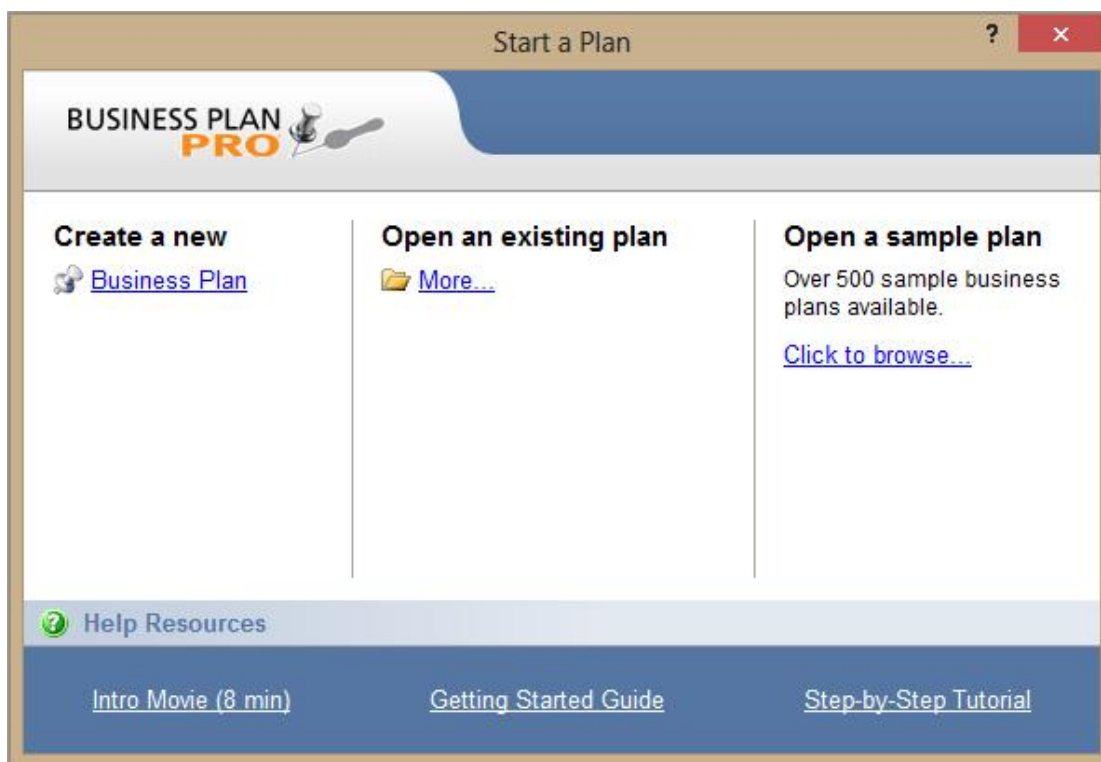 Start a Plan
?
BUSINESS PLAN
PRO
Create a new
Business Plan
Open an existing plan
More...
Open a sample plan
Over 500 sample business
plans available.
Click to browse...
? Help Resources
Intro Movie (8 min)
Getting Started Guide
Step-by-Step Tutorial